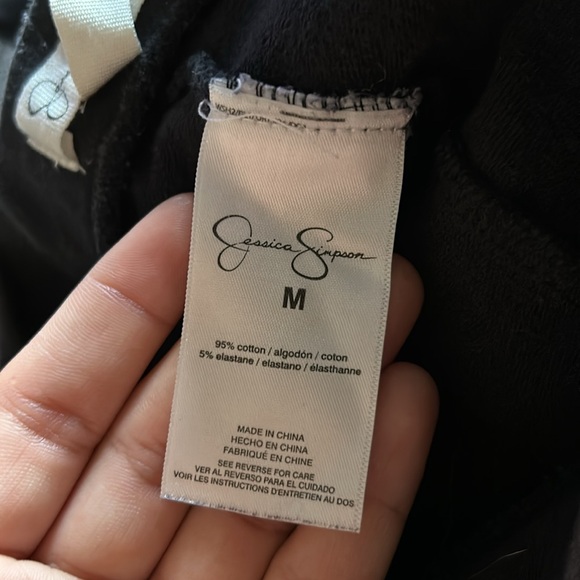 Jessica Simpson
M
95% cotton / algodón / coton
5% elastane / elastano / élasthanne
MADE IN CHINA
HECHO EN CHINA
FABRIQUÉ EN CHINE
SEE REVERSE FOR CARE
VER AL REVERSO PARA EL CUIDADO
VOIR LES INSTRUCTIONS D'ENTRETIEN AU DOS